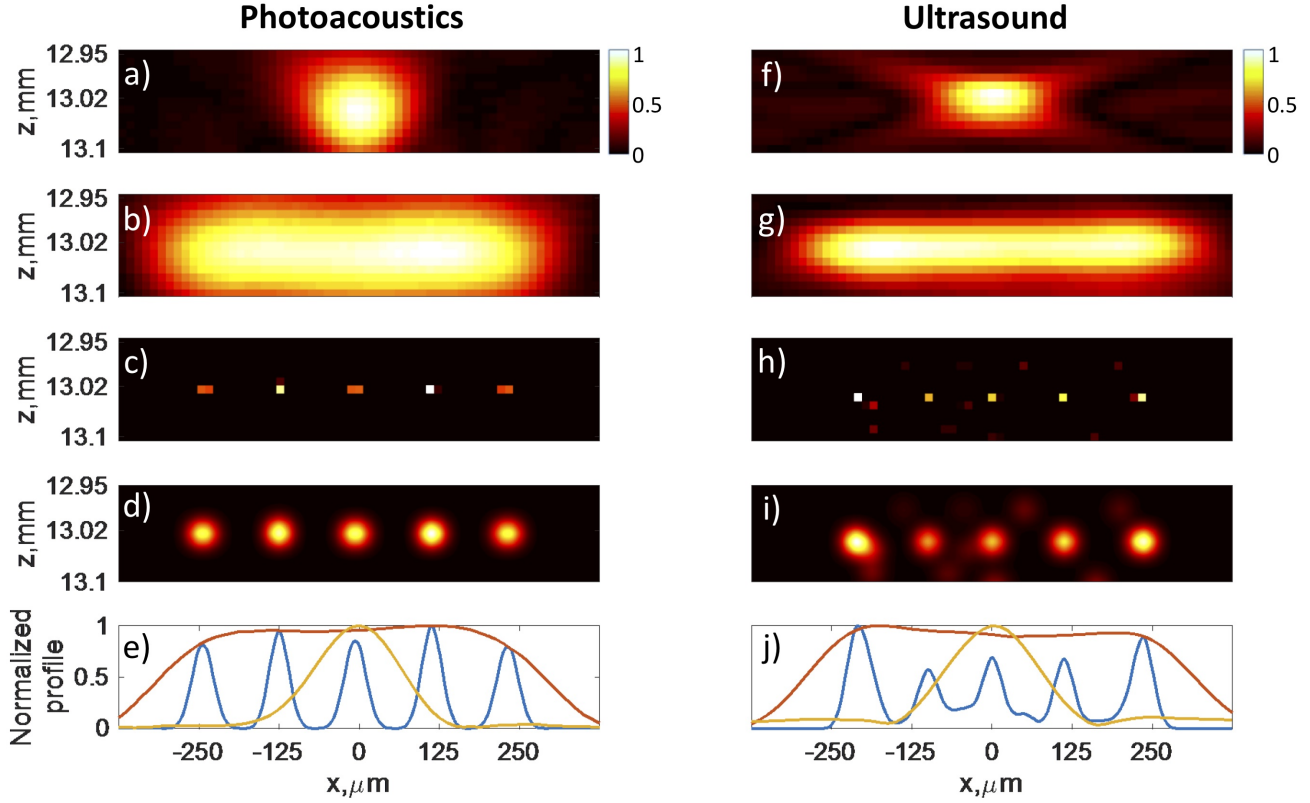 Photoacoustics
Ultrasound
12.95
13.02
13.1
z,mm
a)
1
0.5
0
f)
1
0.5
0
12.95
13.02
13.1
z,mm
b)
g)
12.95
13.02
13.1
z,mm
c)
h)
12.95
13.02
13.1
z,mm
d)
i)
Normalized
profile
1
0.5
0
e)
j)
−250 −125 0 125 250
−250 −125 0 125 250
x,μm
x,μm